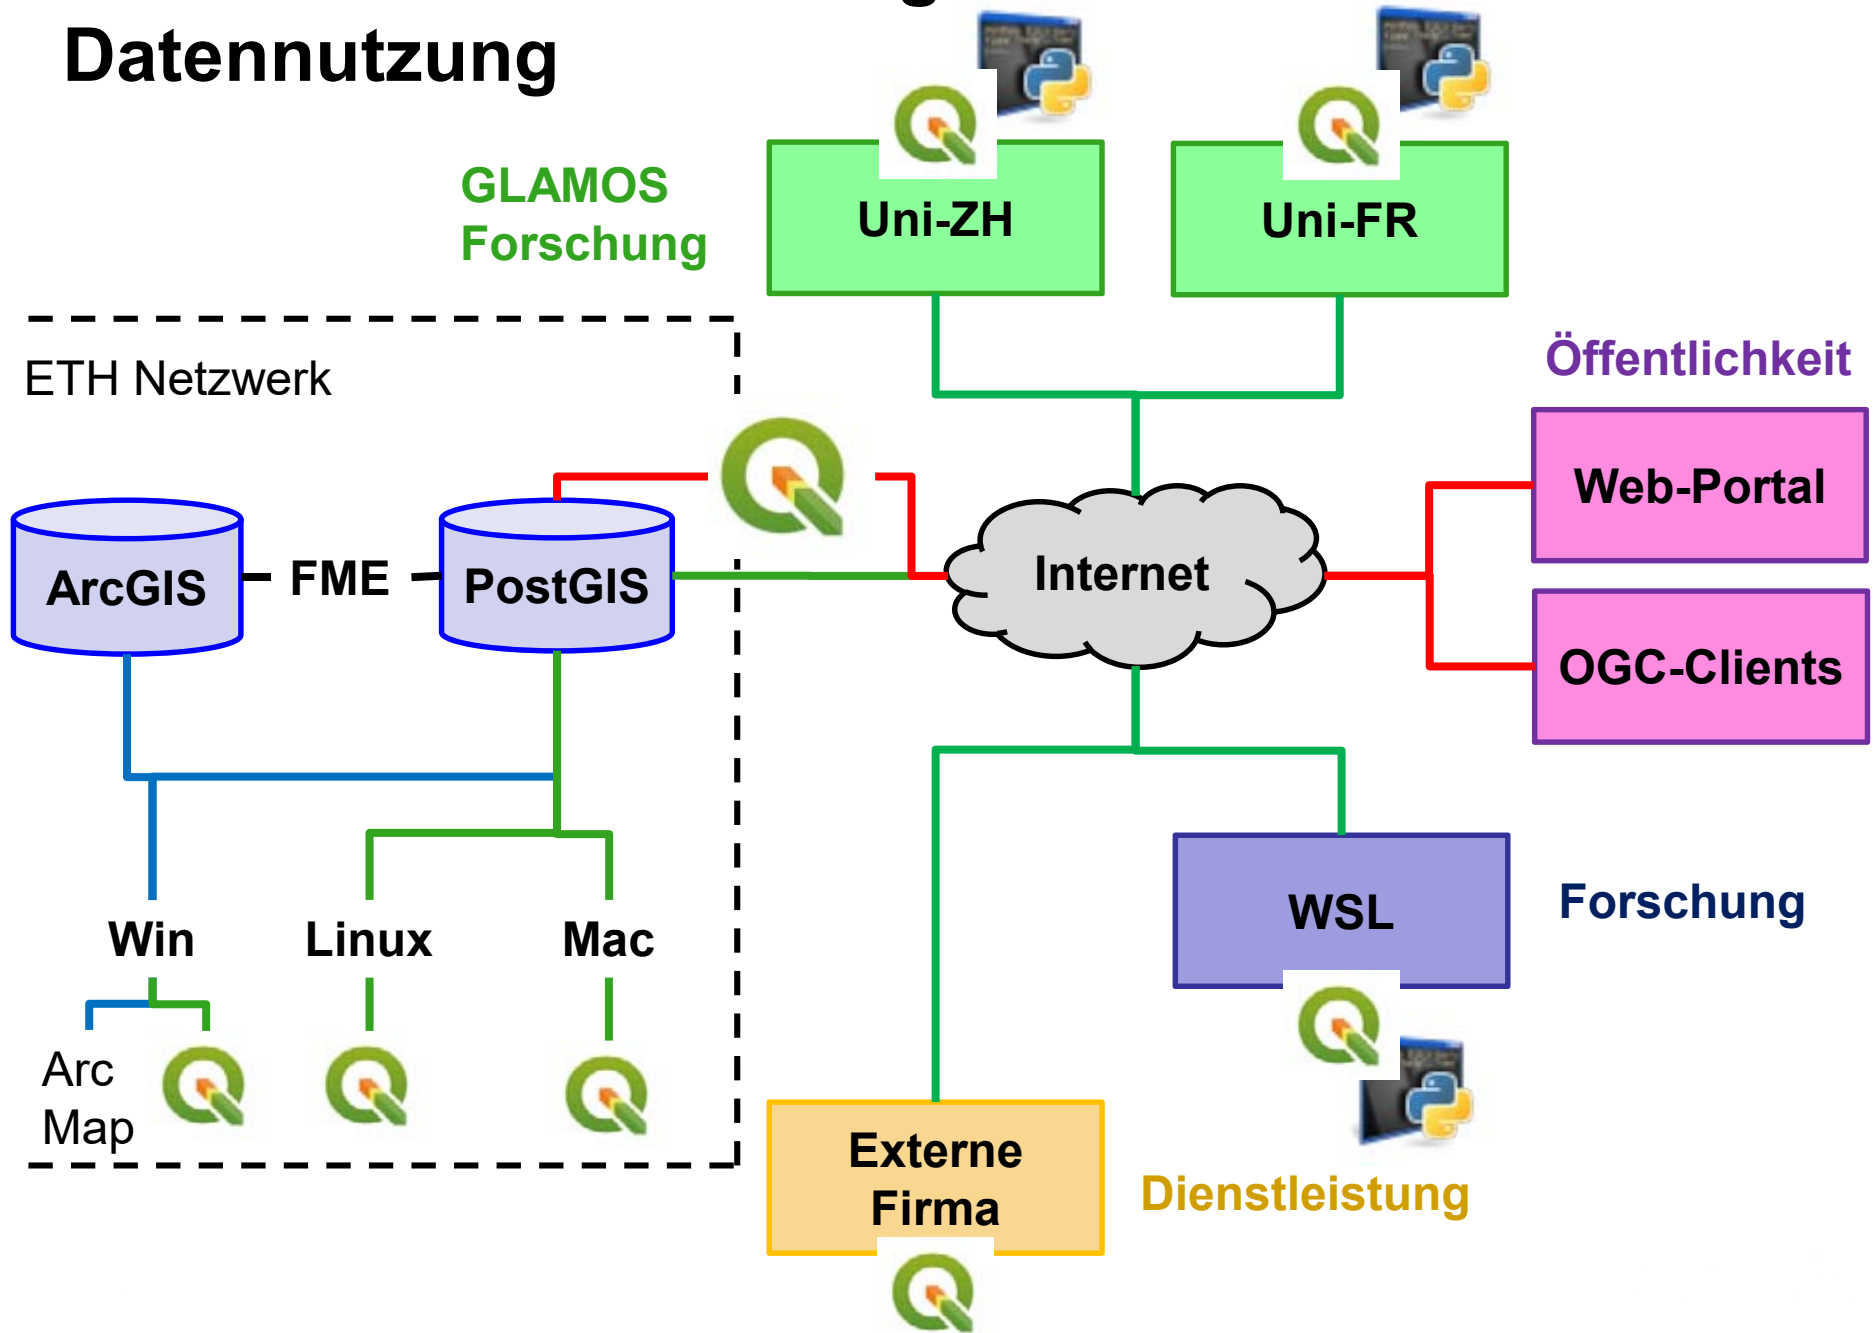 Datennutzung
GLAMOS
Forschung
Uni-ZH
Uni-FR
ETH Netzwerk
Öffentlichkeit
Web-Portal
ArcGIS
FME
PostGIS
Internet
OGC-Clients
Win
Linux
Mac
WSL
Forschung
Arc
Map
Externe
Firma
Dienstleistung